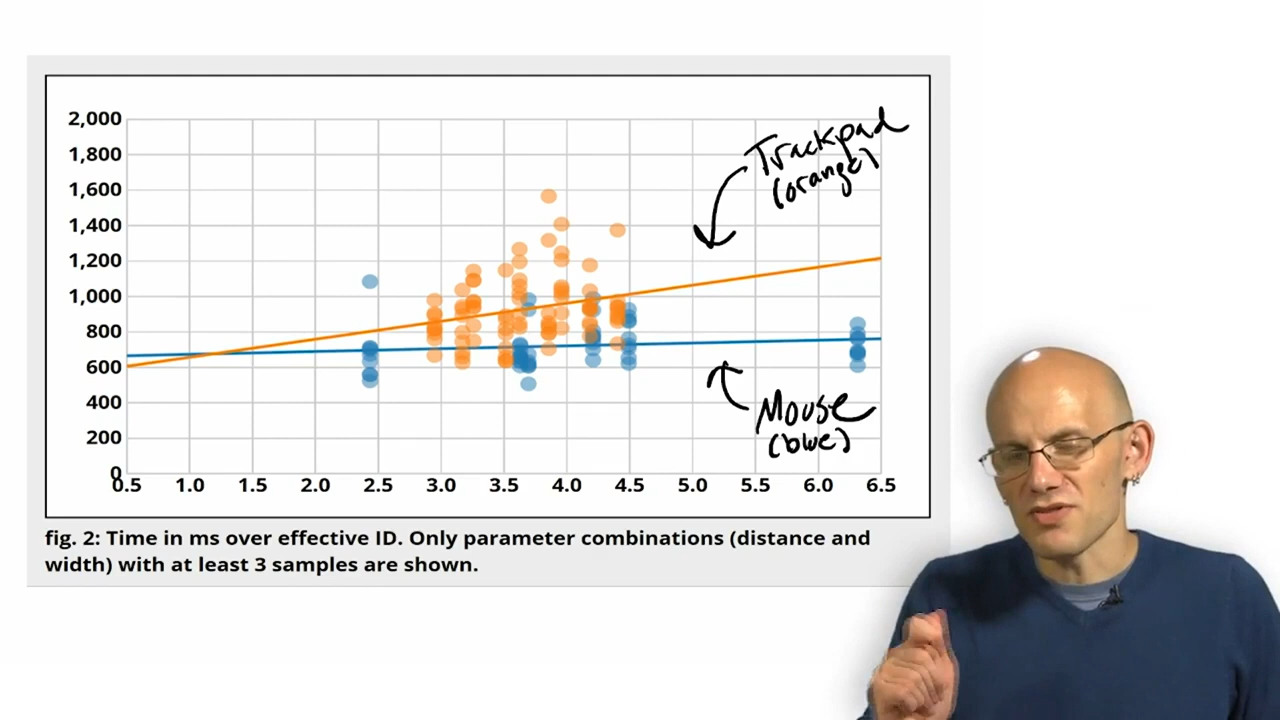 2,000
1,800
1,600
1,400
1,200
1,000
800
600
400
200
0
0.5 1.0 1.5 2.0 2.5 3.0 3.5 4.0 4.5 5.0 5.5 6.0 6.5
Trackpad
(orange)
Mouse
(blue)
fig. 2: Time in ms over effective ID. Only parameter combinations (distance and
width) with at least 3 samples are shown.